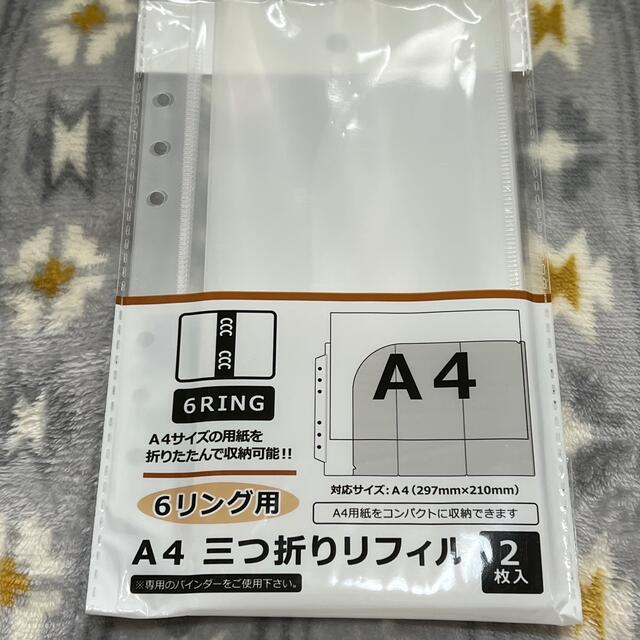 CCC CCC
6RING
A4サイズの用紙を
折りたたんで収納可能!!
A4
対応サイズ:A4(297mm×210mm)
A4用紙をコンパクトに収納できます
6リング用
A4 三つ折りリフィル
2
枚入
※専用のバインダーをご使用下さい。